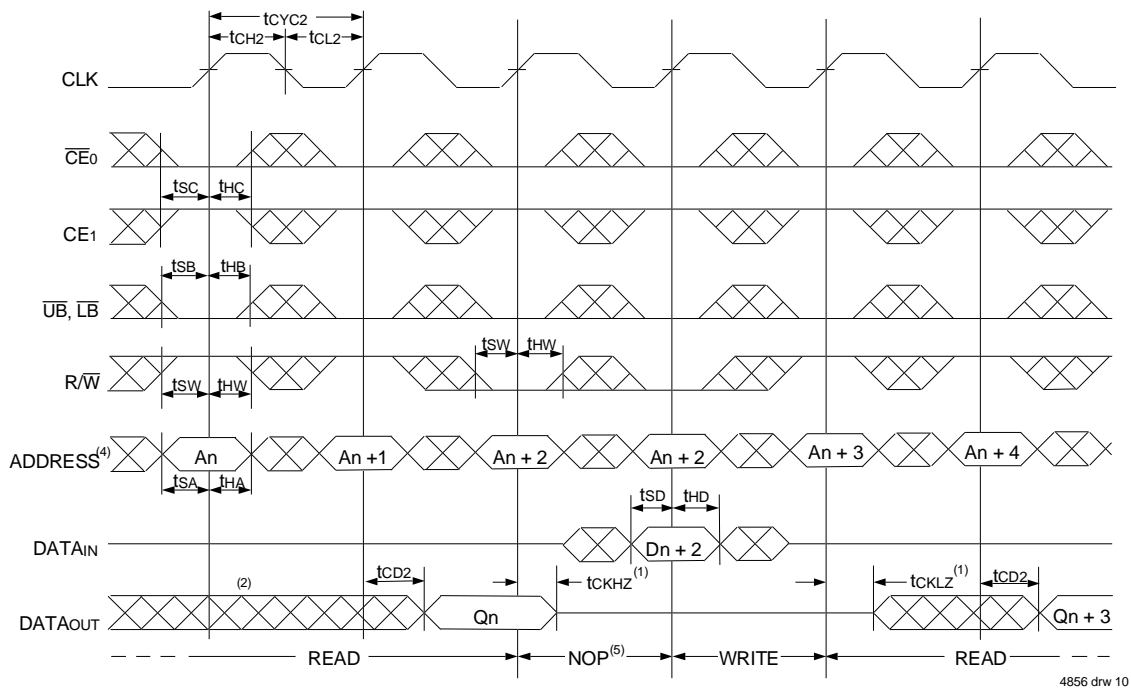 tCYC2
tCH2 tCL2
CLK
CE0
tSC tHC
CE1
tSB tHB
UB, LB
tSW tHW
R/W
tSW tHW
ADDRESS(4) An An +1 An + 2 An + 2 An + 3 An + 4
tSA tHA
tSD tHD
DATAIN Dn + 2
(2) tCD2 tCKHZ(1) tCKLZ(1) tCD2
DATAOUT Qn Qn + 3
READ NOP(5) WRITE READ
4856 drw 10